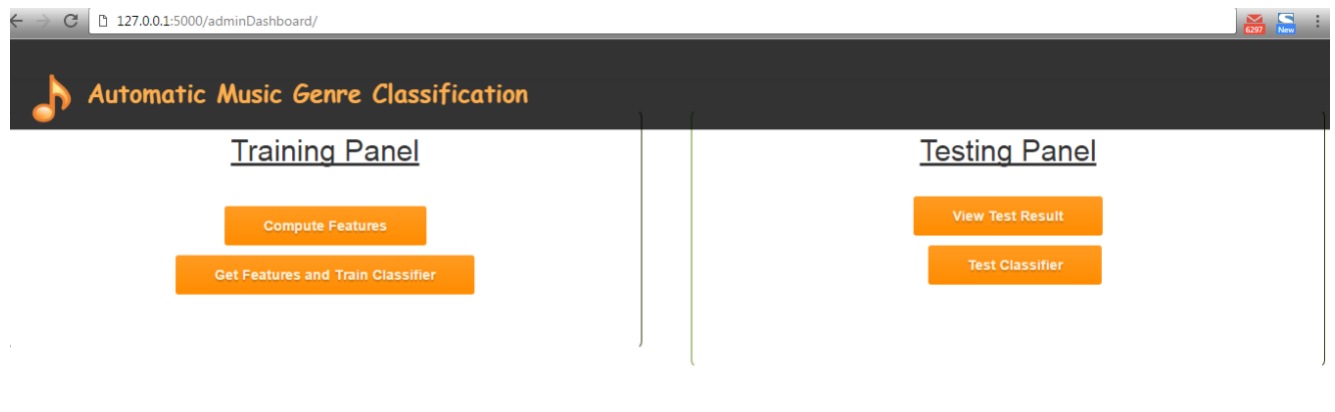 127.0.0.1:5000/adminDashboard/
6297
New
Automatic Music Genre Classification
Training Panel
Compute Features
Get Features and Train Classifier
Testing Panel
View Test Result
Test Classifier